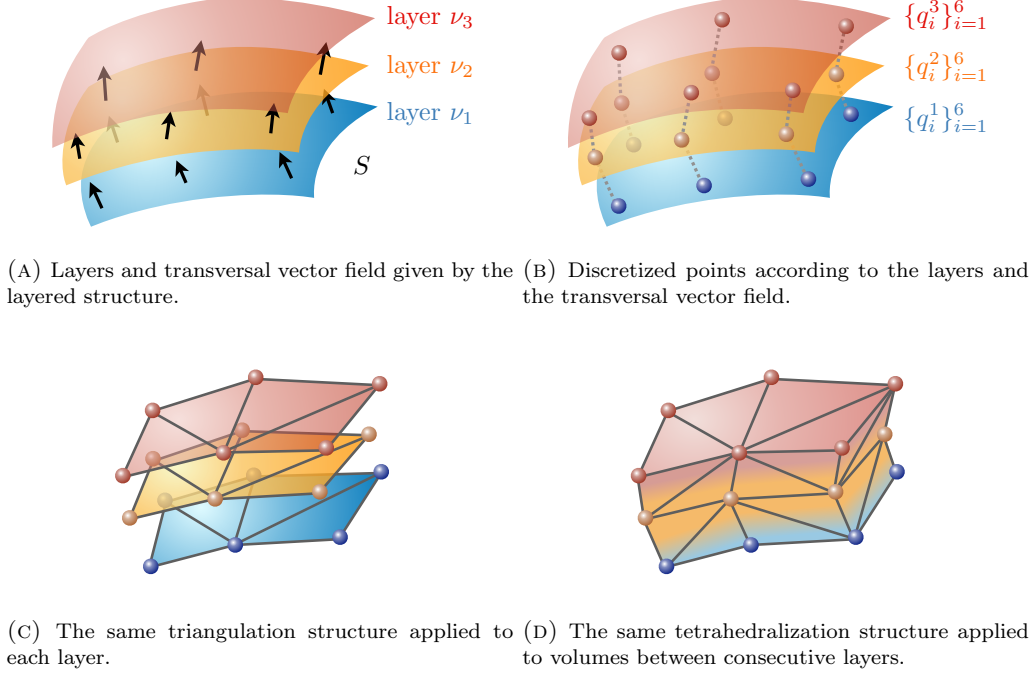 layer ν₃
layer ν₂
layer ν₁
S
{q_i^3}_{i=1}^6
{q_i^2}_{i=1}^6
{q_i^1}_{i=1}^6
(A) Layers and transversal vector field given by the
layered structure.
(B) Discretized points according to the layers and
the transversal vector field.
(C) The same triangulation structure applied to
each layer.
(D) The same tetrahedralization structure applied
to volumes between consecutive layers.